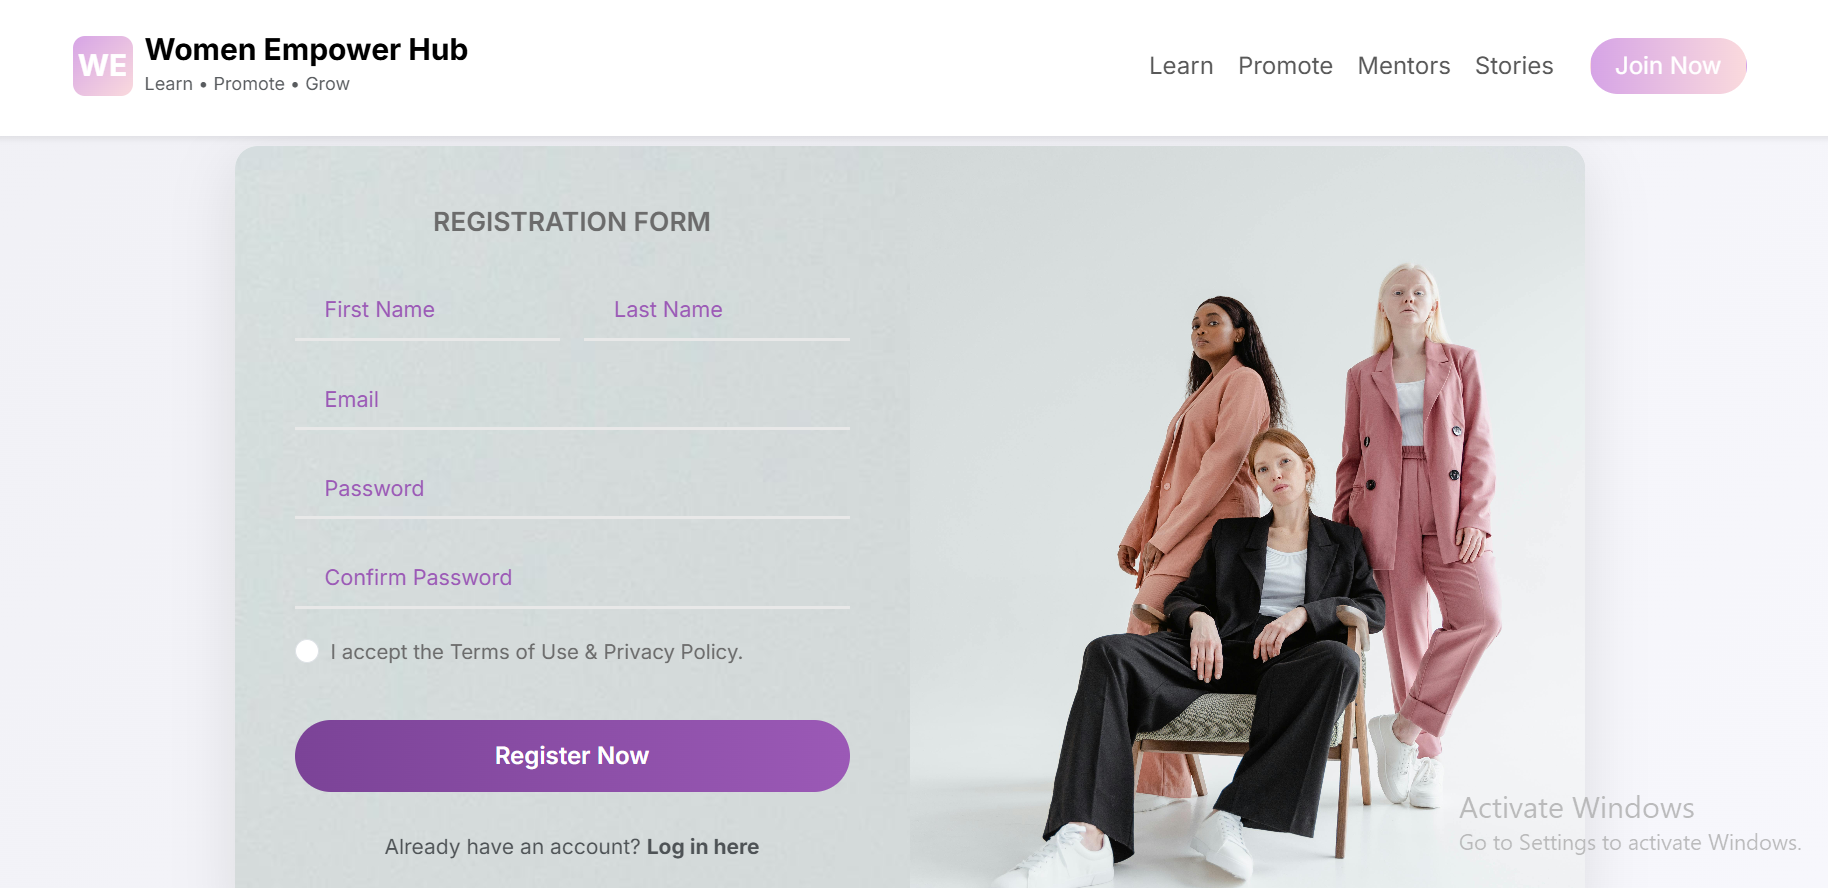 WE
Women Empower Hub
Learn • Promote • Grow
Learn Promote Mentors Stories Join Now
REGISTRATION FORM
First Name Last Name
Email
Password
Confirm Password
I accept the Terms of Use & Privacy Policy.
Register Now
Already have an account? Log in here
Activate Windows
Go to Settings to activate Windows.